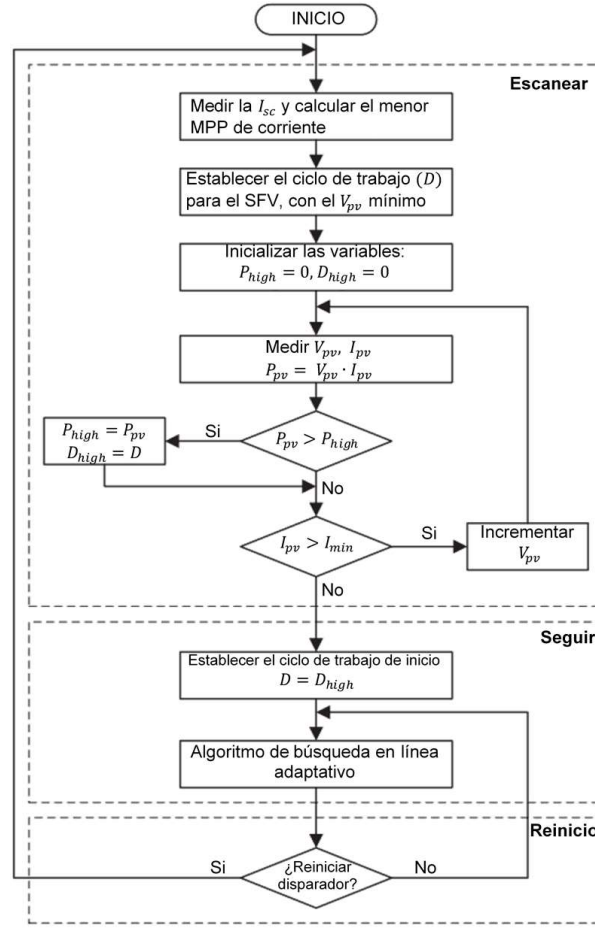 INICIO
Escanear
Medir la I_sc y calcular el menor
MPP de corriente
Establecer el ciclo de trabajo (D)
para el SFV, con el V_pv mínimo
Inicializar las variables:
P_high = 0, D_high = 0
Medir V_pv, I_pv
P_pv = V_pv · I_pv
P_pv > P_high
Si
P_high = P_pv
D_high = D
No
I_pv > I_min
Si
Incrementar
V_pv
No
Seguir
Establecer el ciclo de trabajo de inicio
D = D_high
Algoritmo de búsqueda en línea
adaptativo
Reinicio
¿Reiniciar
disparador?
Si
No